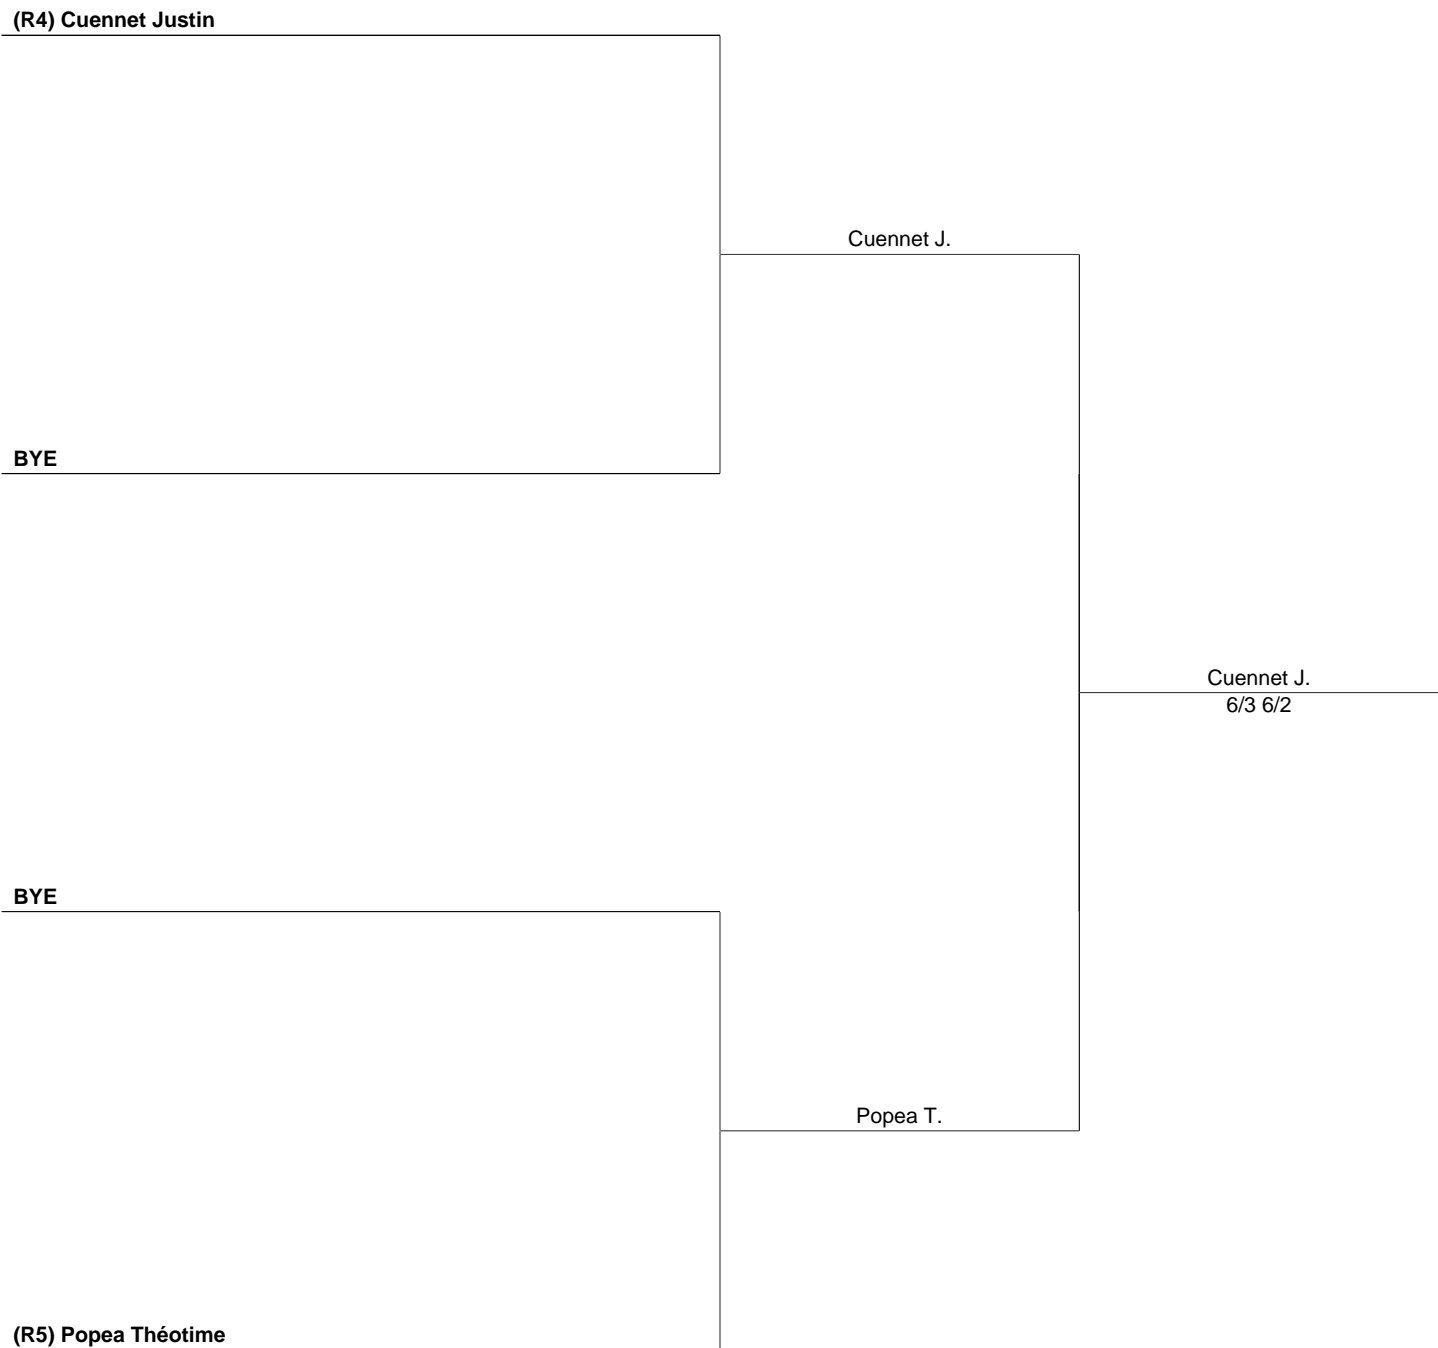 (R4) Cuennet Justin
Cuennet J.
BYE
Cuennet J.
6/3 6/2
BYE
Popea T.
(R5) Popea Théotime